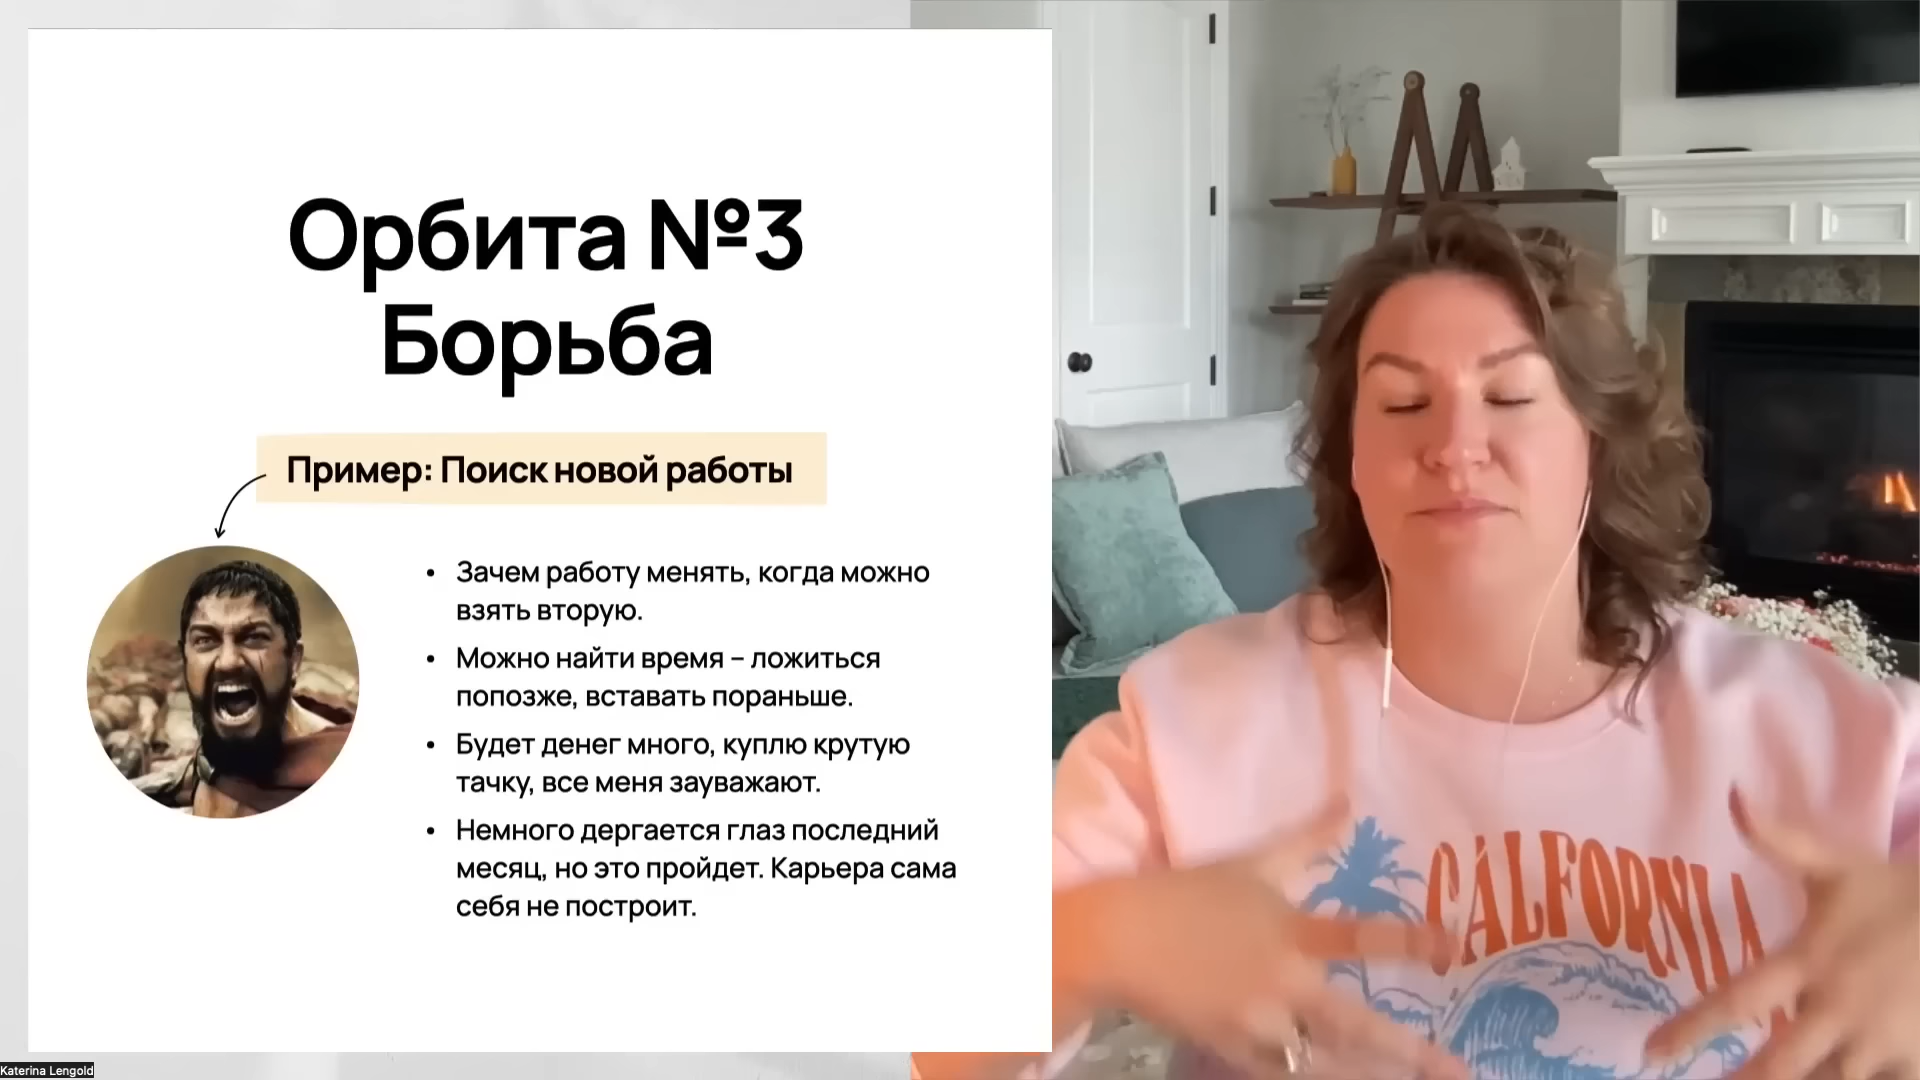 Орбита №3
Борьба
Пример: Поиск новой работы
• Зачем работу менять, когда можно
взять вторую.
• Можно найти время – ложиться
попозже, вставать пораньше.
• Будет денег много, куплю крутую
тачку, все меня зауважают.
• Немного дергается глаз последний
месяц, но это пройдет. Карьера сама
себя не построит.
CALIFORNIA
Katerina Lengold